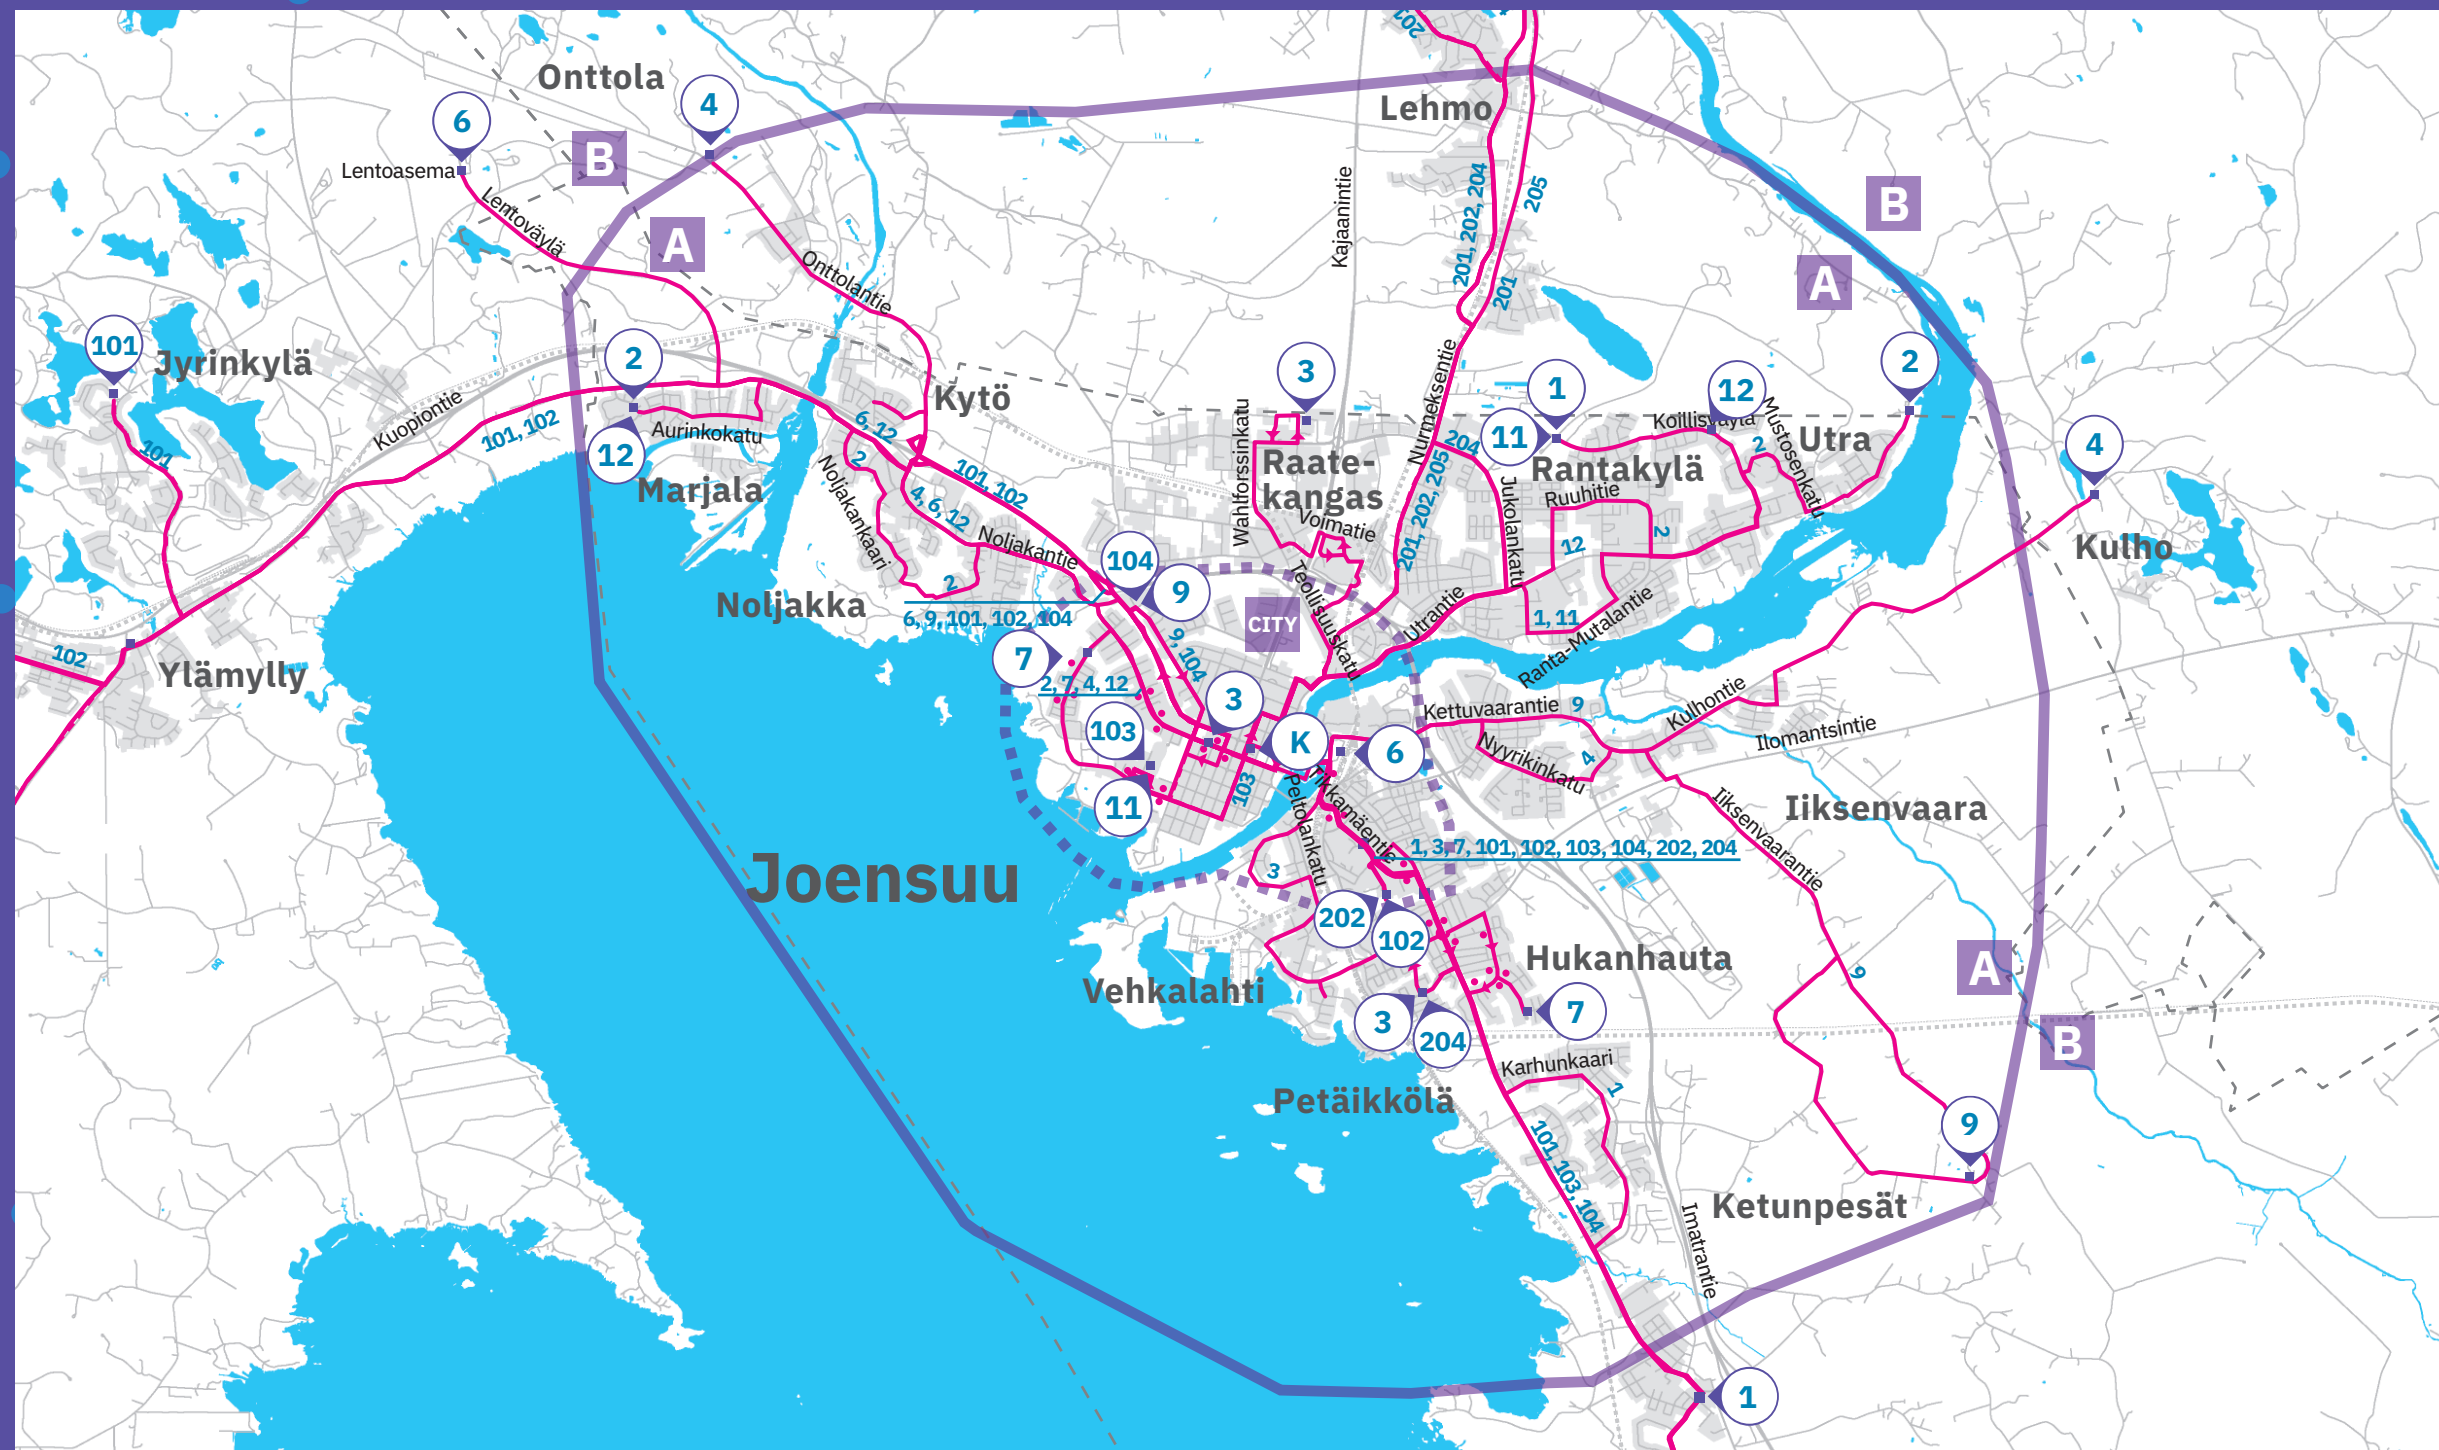 201
Onttola
4
6
B
Lehmo
Lentoasema
Lentoväylä
A
Onttolantie
Kajaanintie
201, 202, 204
205
201
B
A
101
Jyrinkylä
2
3
1
12
2
Kuopiontie
101, 102
101
12
Aurinkokatu
Marjala
6, 12
2
Kytö
101, 102
4, 6, 12
Noljakankaari
Noljakantie
2
Noljakka
Wahlforssinkatu
Raate-
kangas
Voimatie
Nurmeksentie
204
201, 202, 205
11
Rantakylä
Koillisväylä
Mustosenkatu
2
Utra
4
Kulho
Jukolankatu
Ruuhitie
12
2
1, 11
Ranta-Mutalantie
Utrantie
Teollisuuskatu
104
9
CITY
6, 9, 101, 102, 104
9, 104
7
2, 7, 4, 12
3
103
K
6
11
103
102
Ylämylly
Kettuvaarantie
9
Nyyrikinkatu
4
Kulhontie
Ilomantsintie
Iiksenvaara
Iiksenvaarantie
Tikkamäentie
Peltolankatu
1, 3, 7, 101, 102, 103, 104, 202, 204
3
Joensuu
202
102
Hukanhauta
9
A
Vehkalahti
3
204
7
B
Karhunkaari
1
Petäikkölä
101, 103, 104
9
Ketunpesät
Imatrantie
1